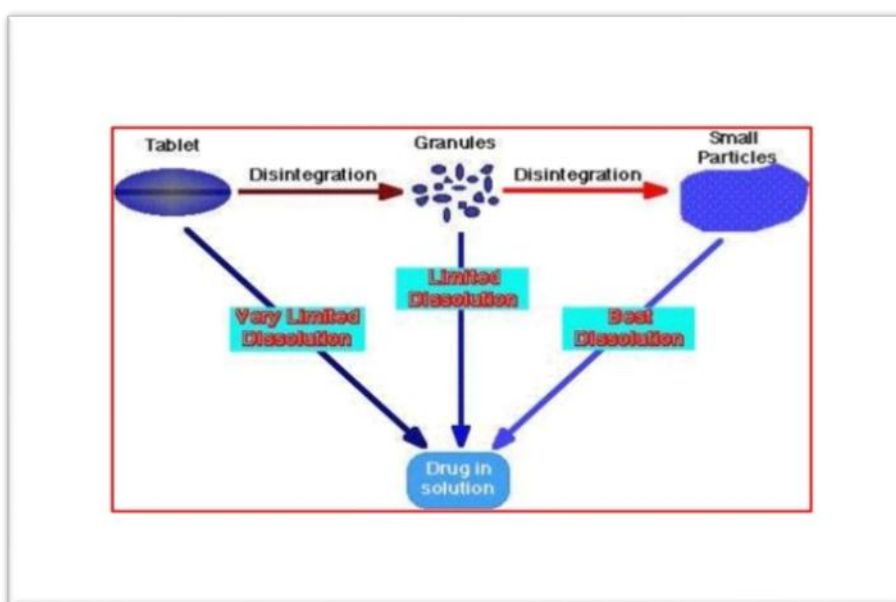 Tablet
Granules
Small
Particles
Disintegration
Disintegration
Limited
Dissolution
Very Limited
Dissolution
Best
Dissolution
Drug in
solution